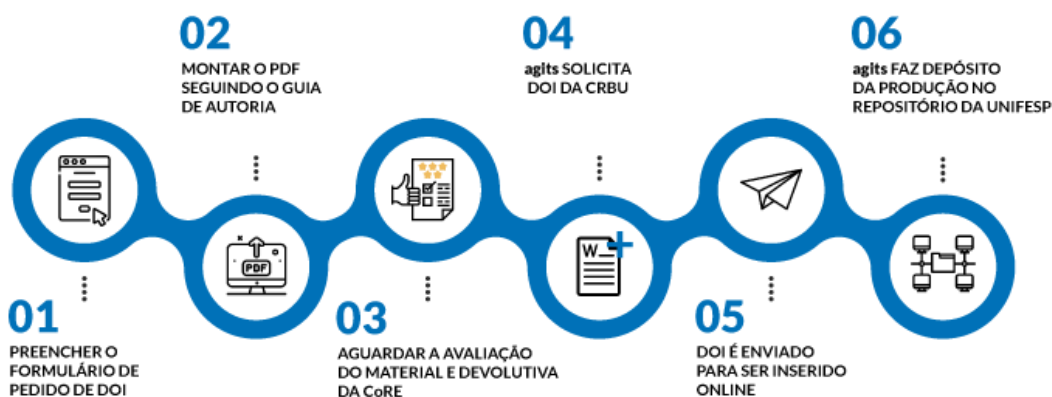 01
PREENCHER O
FORMULÁRIO DE
PEDIDO DE DOI
02
MONTAR O PDF
SEGUINDO O GUIA
DE AUTORIA
PDF
03
AGUARDAR A AVALIAÇÃO
DO MATERIAL E DEVOLUTIVA
DA CoRE
04
agits SOLICITA
DOI DA CRBU
W
05
DOI É ENVIADO
PARA SER INSERIDO
ONLINE
06
agits FAZ DEPÓSITO
DA PRODUÇÃO NO
REPOSITÓRIO DA UNIFESP